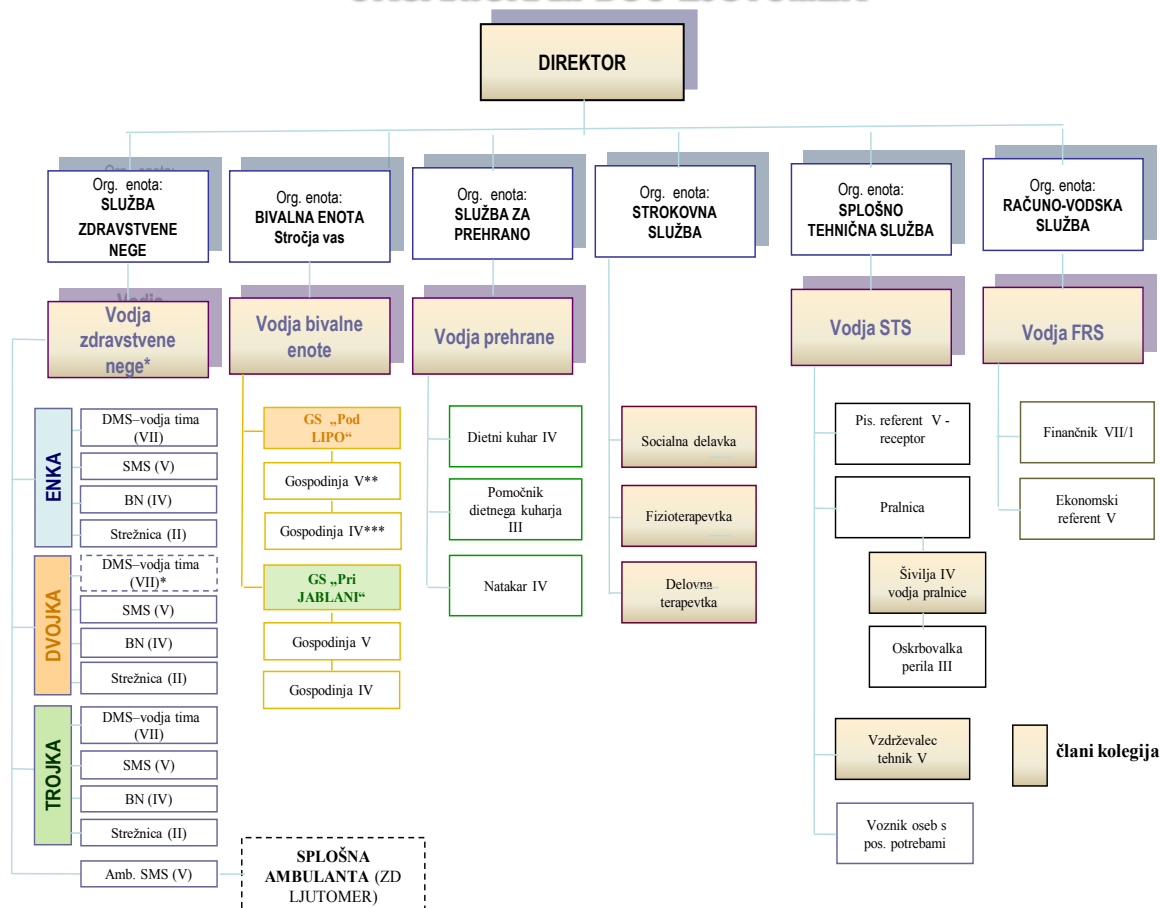 DIREKTOR
Org. enota:
SLUŽBA
ZDRAVSTVENE
NEGE
Org. enota:
BIVALNA ENOTA
Stročja vas
Org. enota:
SLUŽBA ZA
PREHRANO
Org. enota:
STROKOVNA
SLUŽBA
Org. enota:
SPLOŠNO
TEHNIČNA SLUŽBA
Org. enota:
RAČUNO-VODSKA
SLUŽBA
Vodja
zdravstvene
nege*
Vodja bivalne
enote
Vodja prehrane
Vodja STS
Vodja FRS
ENKA
DMS–vodja tima
(VII)
SMS (V)
BN (IV)
Strežnica (II)
DVOJKA
DMS–vodja tima
(VII)*
SMS (V)
BN (IV)
Strežnica (II)
TROJKA
DMS–vodja tima
(VII)
SMS (V)
BN (IV)
Strežnica (II)
Amb. SMS (V)
SPLOŠNA
AMBULANTA (ZD
LJUTOMER)
GS „Pod
LIPO“
Gospodinja V**
Gospodinja IV***
GS „Pri
JABLANI“
Gospodinja V
Gospodinja IV
Dietni kuhar IV
Pomočnik
dietnega kuharja
III
Natakar IV
Socialna delavka
Fizioterapevtka
Delovna
terapevtka
Pis. referent V -
receptor
Pralnica
Šivilja IV
vodja pralnice
Oskrbovalka
perila III
Vzdrževalec
tehnik V
Voznik oseb s
pos. potrebami
Finančnik VII/1
Ekonomski
referent V
člani kolegija